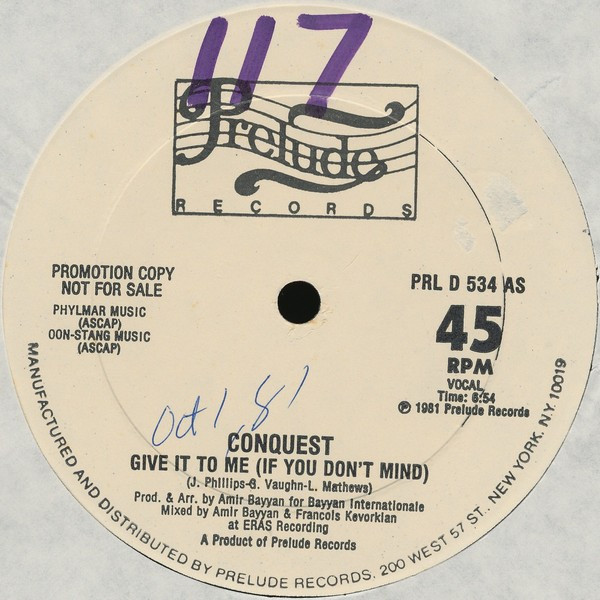 117
Prelude
RECORDS
PROMOTION COPY
NOT FOR SALE
PHYLMAR MUSIC
(ASCAP)
OON-STANG MUSIC
(ASCAP)
PRL D 534 AS
45
RPM
VOCAL
Time: 6:54
℗ 1981 Prelude Records
Oct 1, 81
CONQUEST
GIVE IT TO ME (IF YOU DON'T MIND)
(J. Phillips-G. Vaughn-L. Mathews)
Prod. & Arr. by Amir Bayyan for Bayyan Internationale
Mixed by Amir Bayyan & Francois Kevorkian
at ERAS Recording
A Product of Prelude Records
MANUFACTURED AND DISTRIBUTED BY PRELUDE RECORDS, 200 WEST 57 ST., NEW YORK, N.Y. 10019